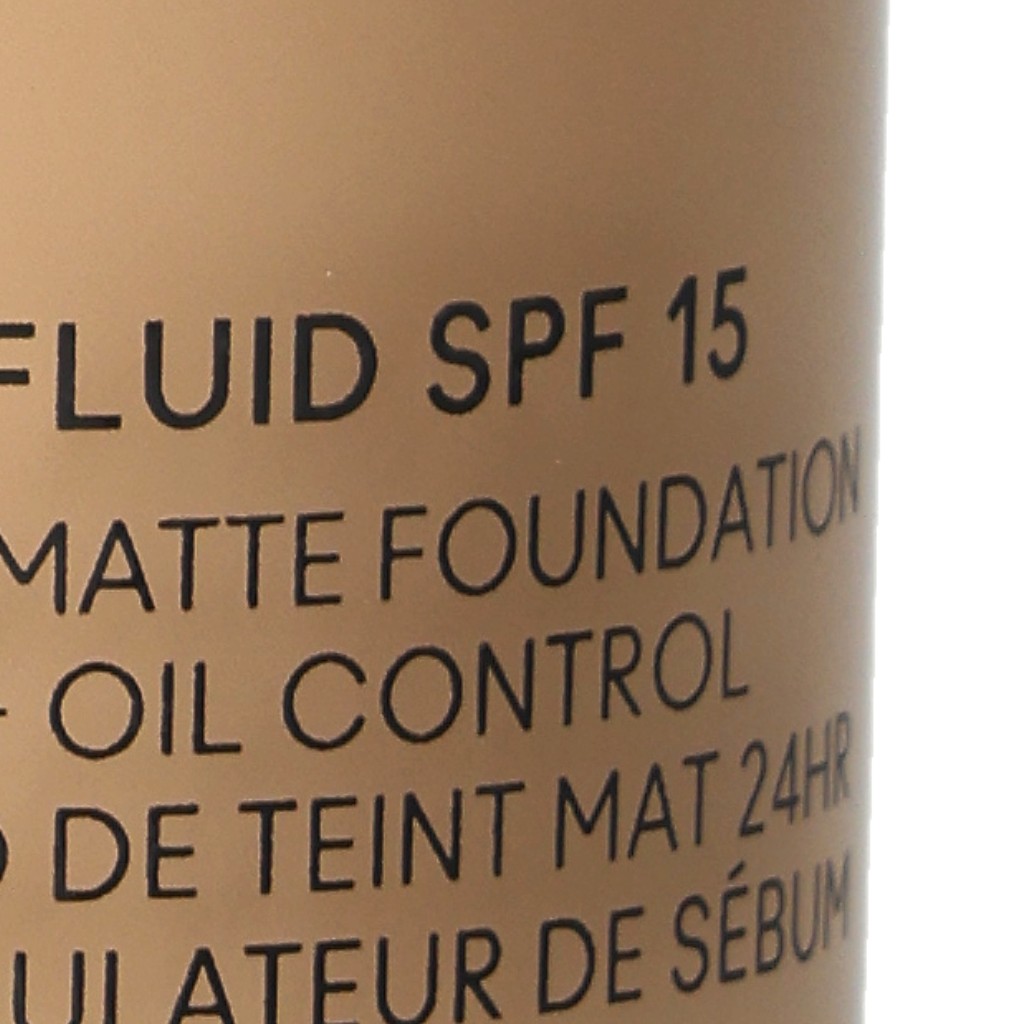 FLUID SPF 15
MATTE FOUNDATION
OIL CONTROL
DE TEINT MAT 24HR
ULATEUR DE SÉBUM